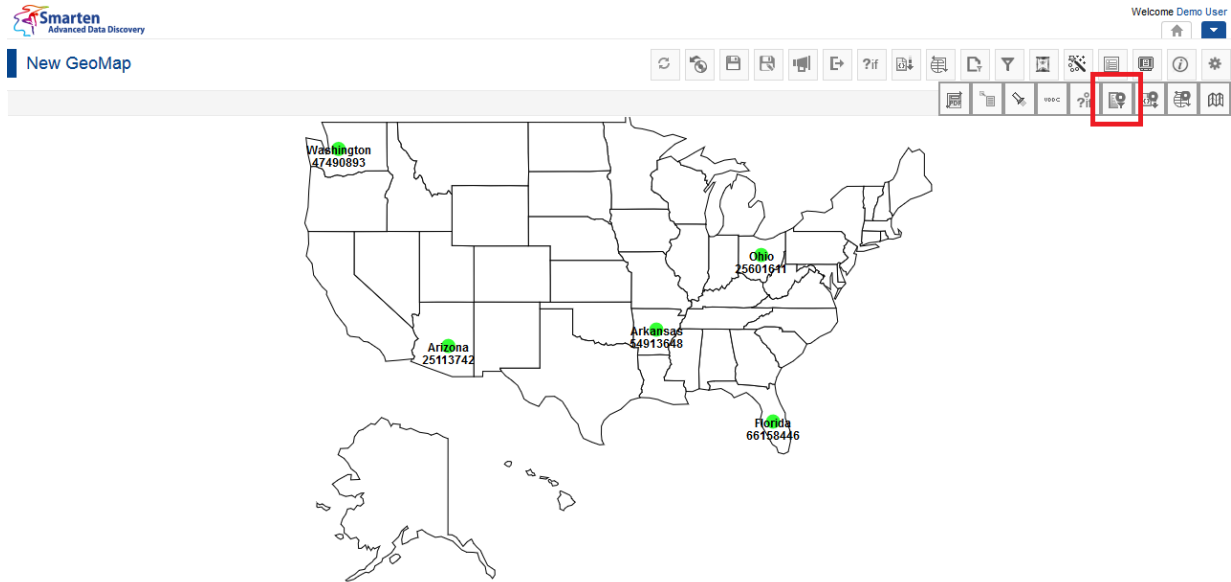 Smarten
Advanced Data Discovery
Welcome Demo User
New GeoMap
?if
?if
Washington
47490893
Ohio
25601611
Arkansas
54913648
Arizona
25113742
Florida
66158446